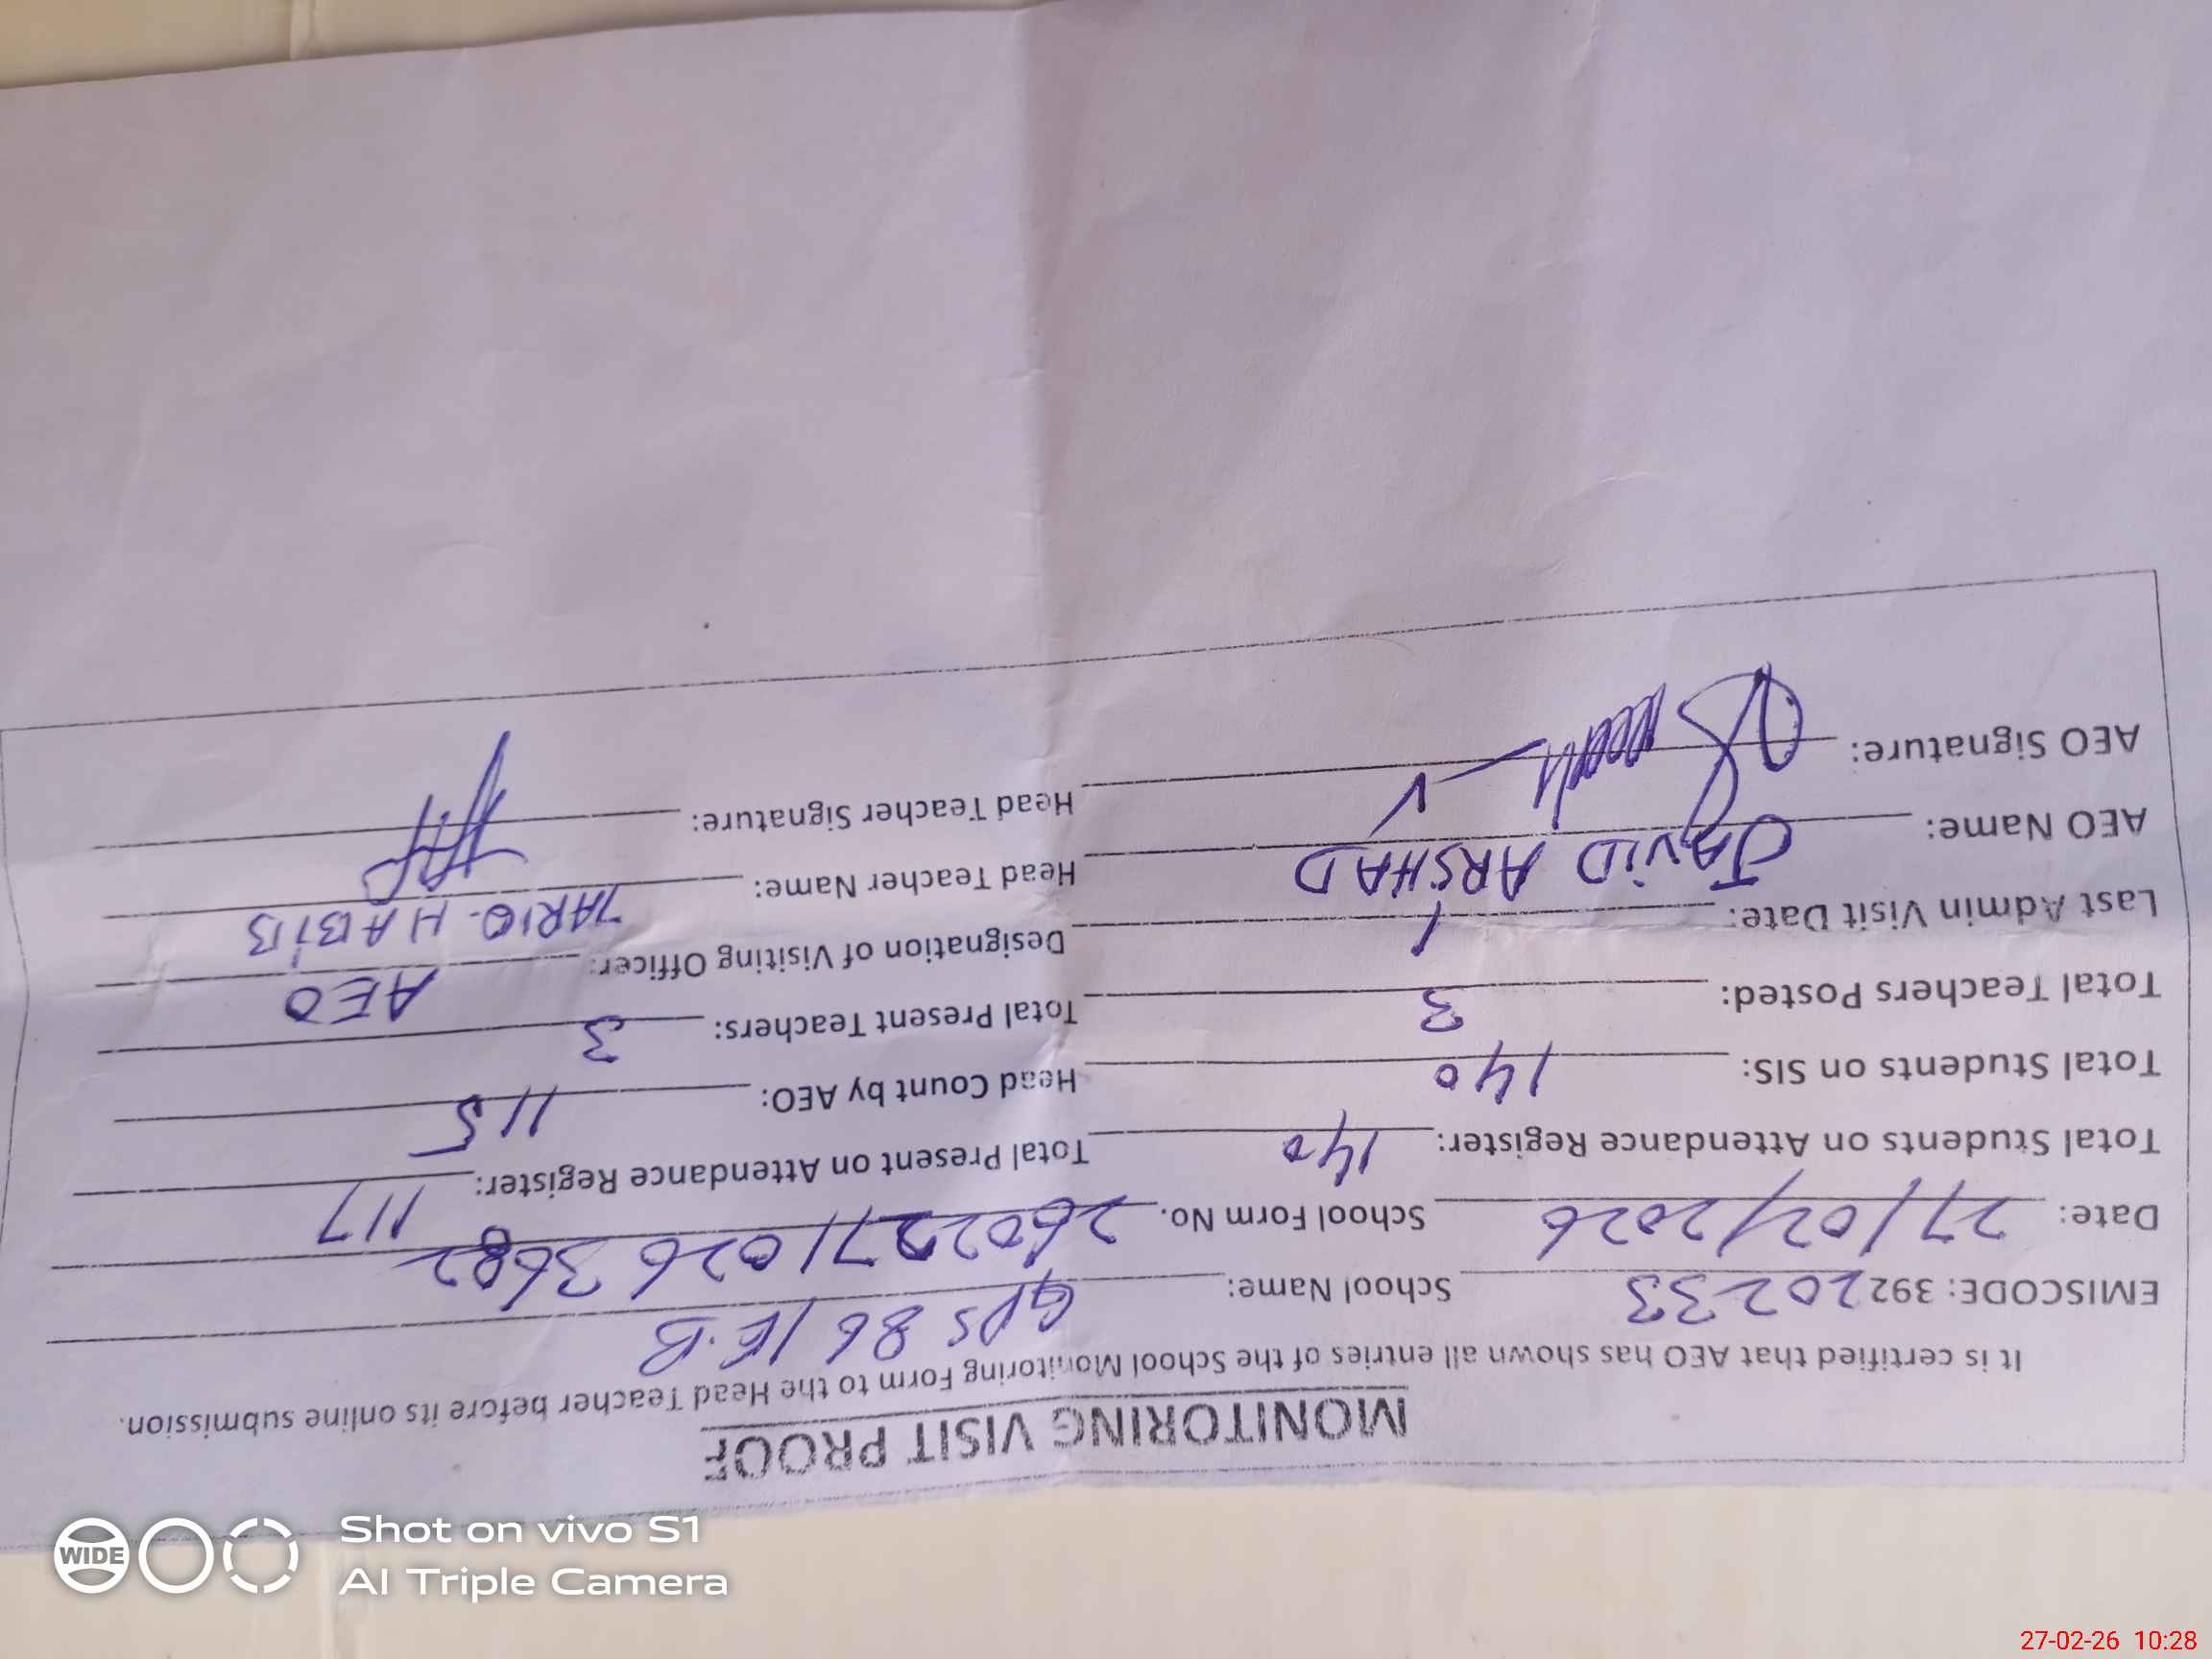 MONITORING VISIT PROOF
It is certified that AEO has shown all entries of the School Monitoring Form to the Head Teacher before its online submission.
EMISCODE: 39220233 School Name: GPS 86/E.B
Date: 27/02/2026 School Form No. 2602271026 3682
Total Students on Attendance Register: 140 Total Present on Attendance Register: 117
Total Students on SIS: 140 Head Count by AEO: 115
Total Teachers Posted: 3 Total Present Teachers: 3
Last Admin Visit Date: / Designation of Visiting Officer: AEO
AEO Name: JAVID ARSHAD Head Teacher Name: TARIQ HABIB
AEO Signature: Head Teacher Signature:
WIDE
Shot on vivo S1
AI Triple Camera
27-02-26 10:28